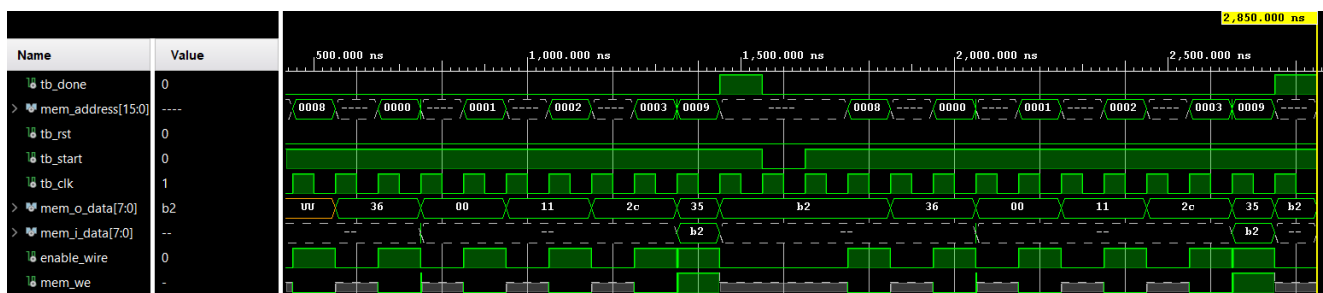 2,850.000 ns
Name Value
500.000 ns 1,000.000 ns 1,500.000 ns 2,000.000 ns 2,500.000 ns
tb_done 0
mem_address[15:0] ---- 0008 ---- 0000 ---- 0001 ---- 0002 ---- 0003 0009 ---- 0008 ---- 0000 ---- 0001 ---- 0002 ---- 0003 0009
tb_rst 0
tb_start 0
tb_clk 1
mem_o_data[7:0] b2 UU 36 00 11 2c 35 b2 36 00 11 2c 35 b2
mem_i_data[7:0] -- -- -- b2 -- -- b2 --
enable_wire 0
mem_we -